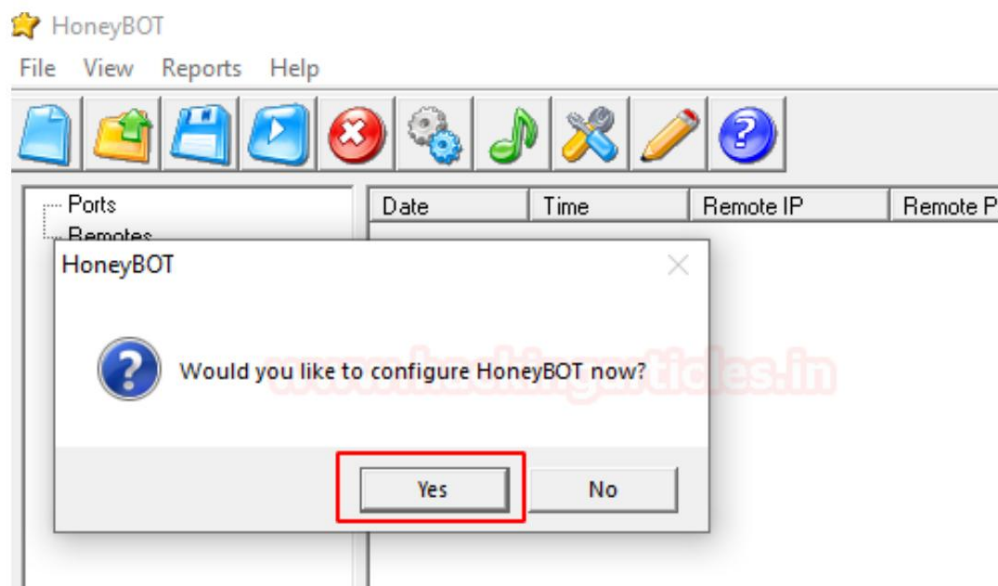 HoneyBOT
File View Reports Help
Ports
Remotes
Date Time Remote IP Remote P
HoneyBOT
Would you like to configure HoneyBOT now?
www.hackingarticles.in
Yes No